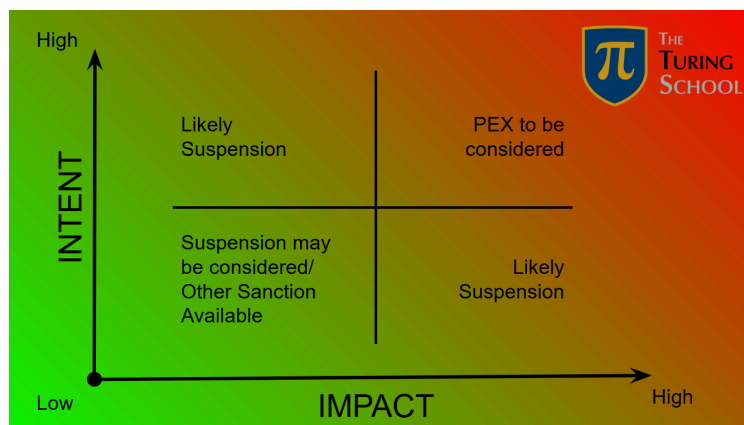 High
π
THE
TURING
SCHOOL
Likely
Suspension
PEX to be
considered
INTENT
Suspension may
be considered/
Other Sanction
Available
Likely
Suspension
Low
IMPACT
High